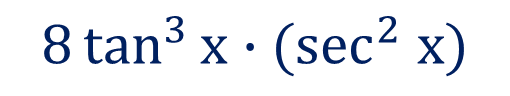 8 tan³ x · (sec² x)